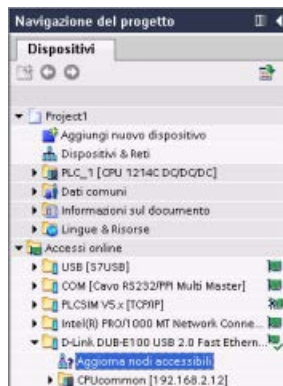 Navigazione del progetto
Dispositivi
Project1
Aggiungi nuovo dispositivo
Dispositivi & Reti
PLC_1 [CPU 1214C DC/DC/DC]
Dati comuni
Informazioni sul documento
Lingue & Risorse
Accessi online
USB [S7USB]
COM [Cavo RS232/PPI Multi Master]
PLCSIM V5.x [TCP/IP]
Intel(R) PRO/1000 MT Network Conne...
D-Link DUB-E100 USB 2.0 Fast Ethern...
Aggiorna nodi accessibili
CPUcommon [192.168.2.12]